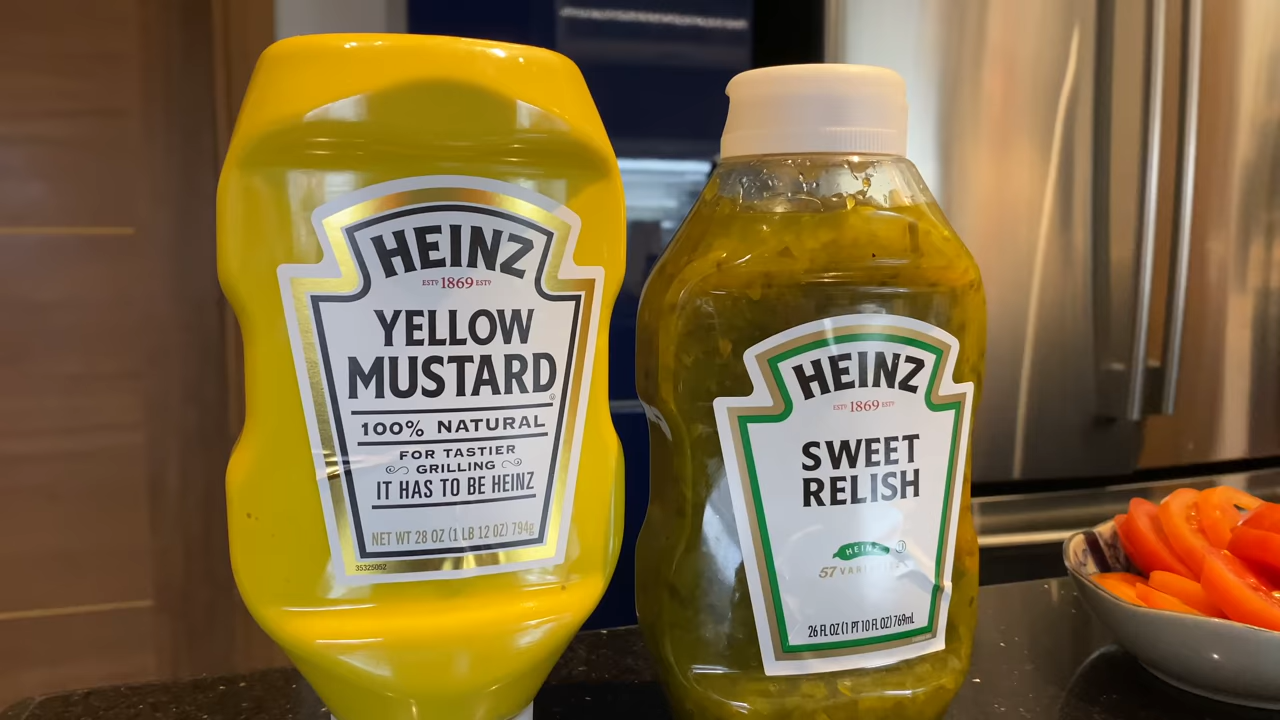 HEINZ
ESTD 1869 ESTD
YELLOW
MUSTARD
100% NATURAL
FOR TASTIER
GRILLING
IT HAS TO BE HEINZ
NET WT 28 OZ (1 LB 12 OZ) 794g
35325052
HEINZ
ESTD 1869 ESTD
SWEET
RELISH
HEINZ
57
26 FL OZ (1 PT 10 FL OZ) 769mL